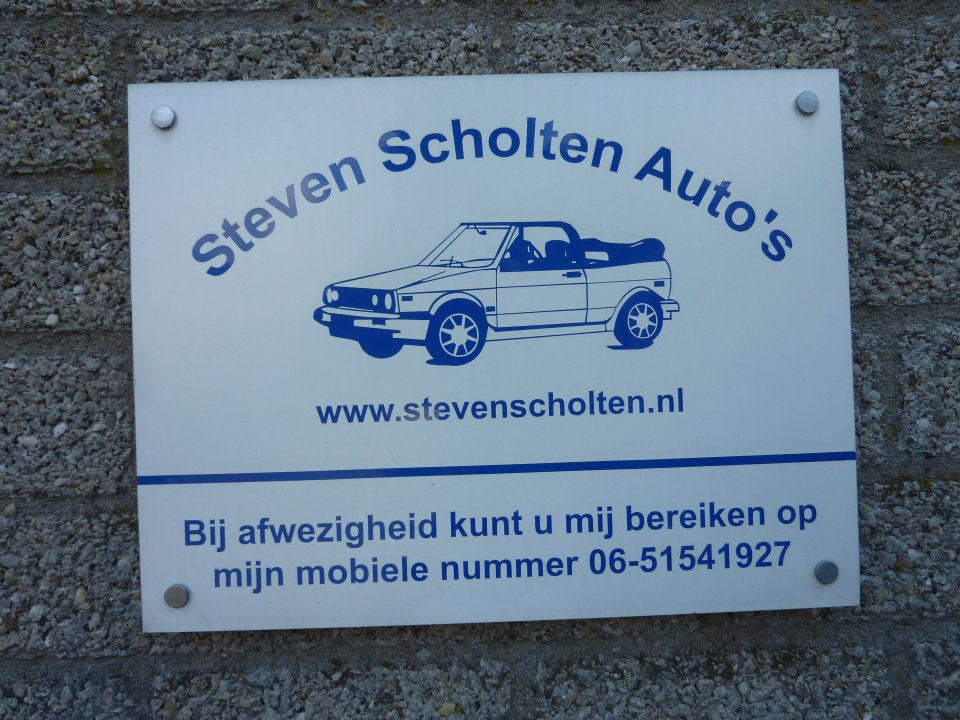 Steven Scholten Auto's
www.stevenscholten.nl
Bij afwezigheid kunt u mij bereiken op
mijn mobiele nummer 06-51541927